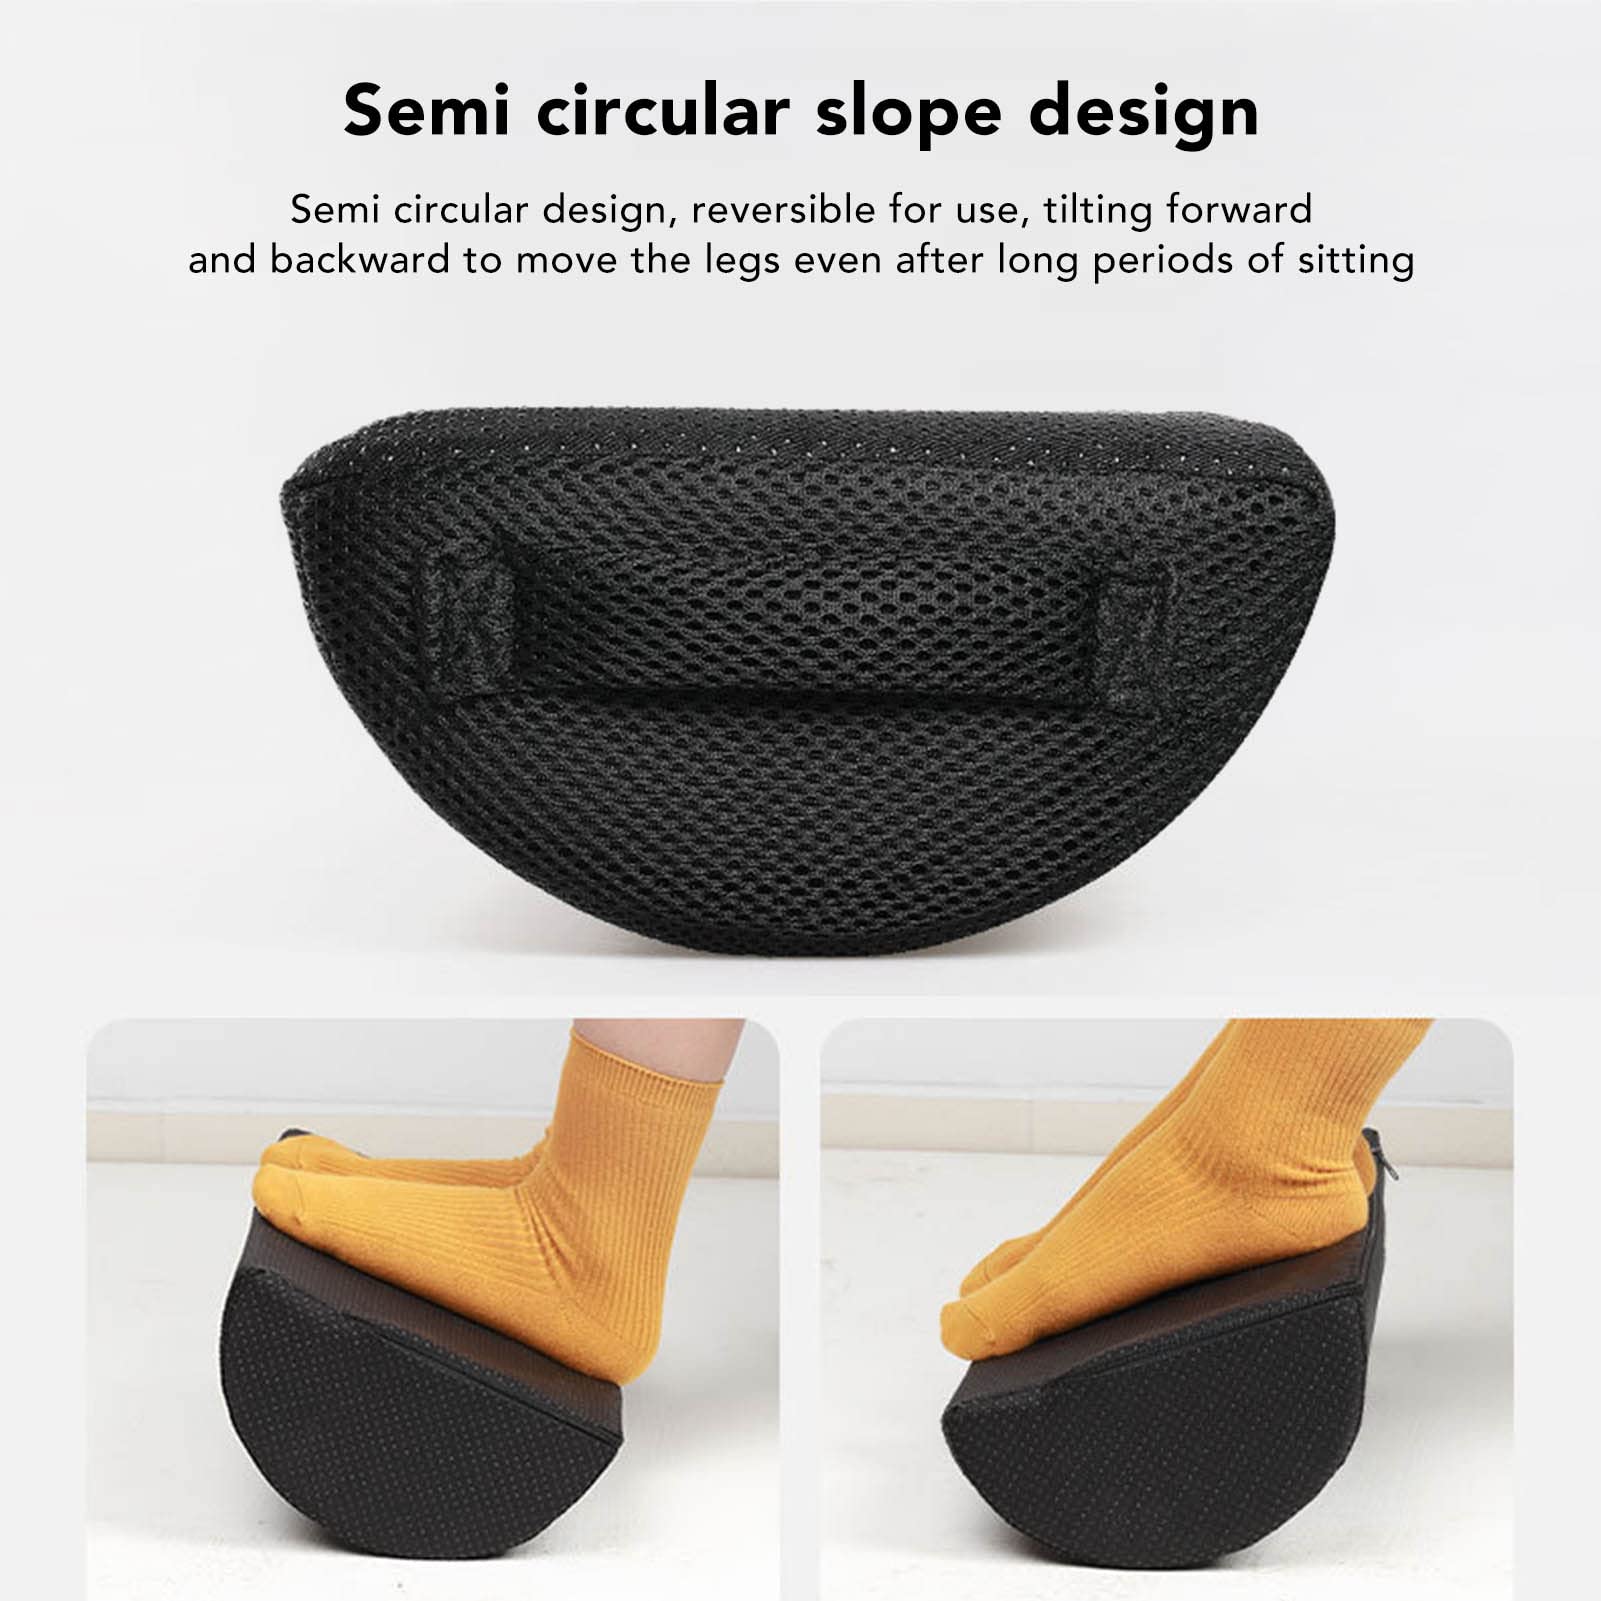 Semi circular slope design
Semi circular design, reversible for use, tilting forward
and backward to move the legs even after long periods of sitting